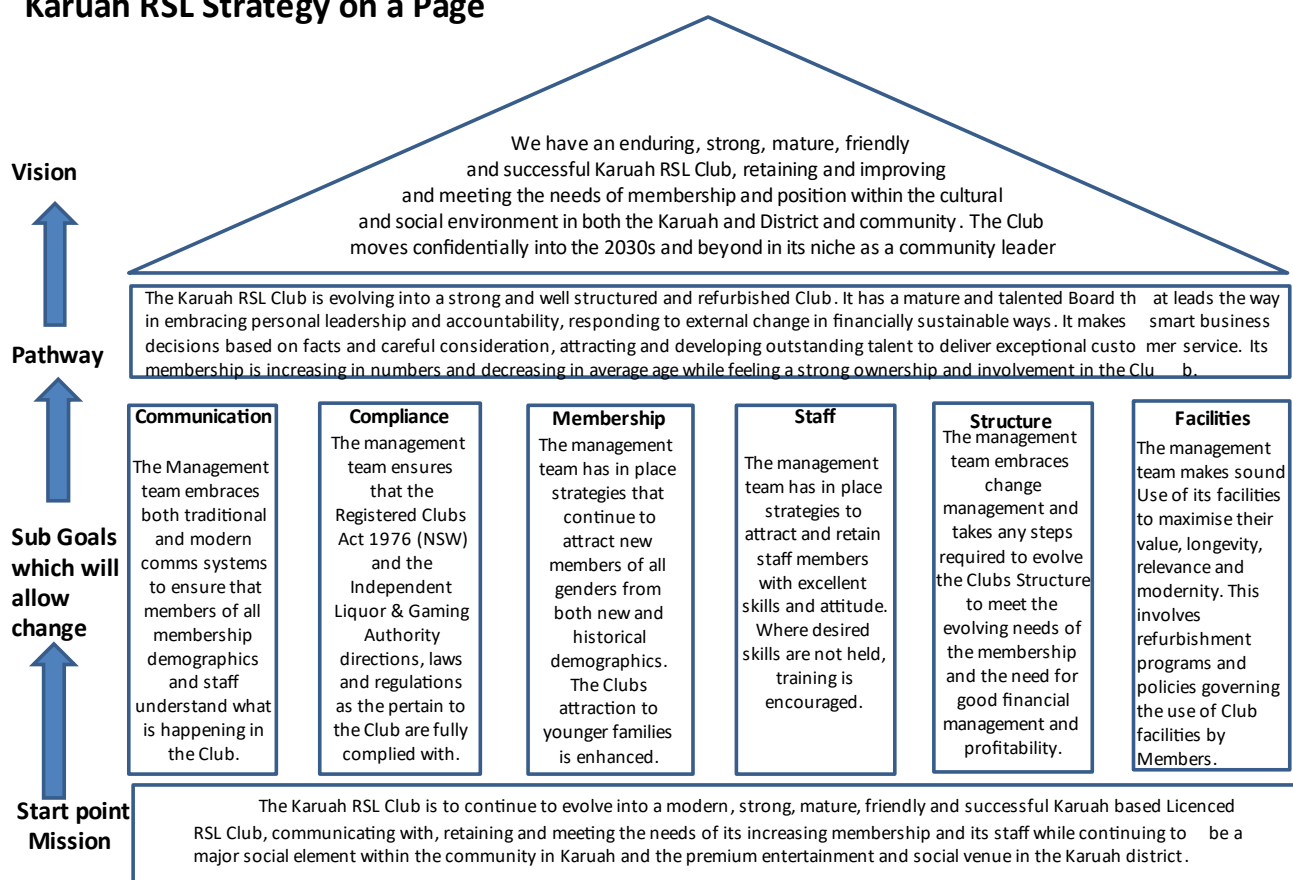 Karuah RSL Strategy on a Page
We have an enduring, strong, mature, friendly
and successful Karuah RSL Club, retaining and improving
and meeting the needs of membership and position within the cultural
and social environment in both the Karuah and District and community. The Club
moves confidentially into the 2030s and beyond in its niche as a community leader
Vision
The Karuah RSL Club is evolving into a strong and well structured and refurbished Club. It has a mature and talented Board th at leads the way
in embracing personal leadership and accountability, responding to external change in financially sustainable ways. It makes smart business
decisions based on facts and careful consideration, attracting and developing outstanding talent to deliver exceptional custo mer service. Its
membership is increasing in numbers and decreasing in average age while feeling a strong ownership and involvement in the Clu b.
Pathway
Communication
The Management
team embraces
both traditional
and modern
comms systems
to ensure that
members of all
membership
demographics
and staff
understand what
is happening in
the Club.
Compliance
The management
team ensures
that the
Registered Clubs
Act 1976 (NSW)
and the
Independent
Liquor & Gaming
Authority
directions, laws
and regulations
as the pertain to
the Club are fully
complied with.
Membership
The management
team has in place
strategies that
continue to
attract new
members of all
genders from
both new and
historical
demographics.
The Clubs
attraction to
younger families
is enhanced.
Staff
The management
team has in place
strategies to
attract and retain
staff members
with excellent
skills and attitude.
Where desired
skills are not held,
training is
encouraged.
Structure
The management
team embraces
change
management and
takes any steps
required to evolve
the Clubs Structure
to meet the
evolving needs of
the membership
and the need for
good financial
management and
profitability.
Facilities
The management
team makes sound
Use of its facilities
to maximise their
value, longevity,
relevance and
modernity. This
involves
refurbishment
programs and
policies governing
the use of Club
facilities by
Members.
Sub Goals
which will
allow
change
Start point
Mission
The Karuah RSL Club is to continue to evolve into a modern, strong, mature, friendly and successful Karuah based Licenced
RSL Club, communicating with, retaining and meeting the needs of its increasing membership and its staff while continuing to be a
major social element within the community in Karuah and the premium entertainment and social venue in the Karuah district.